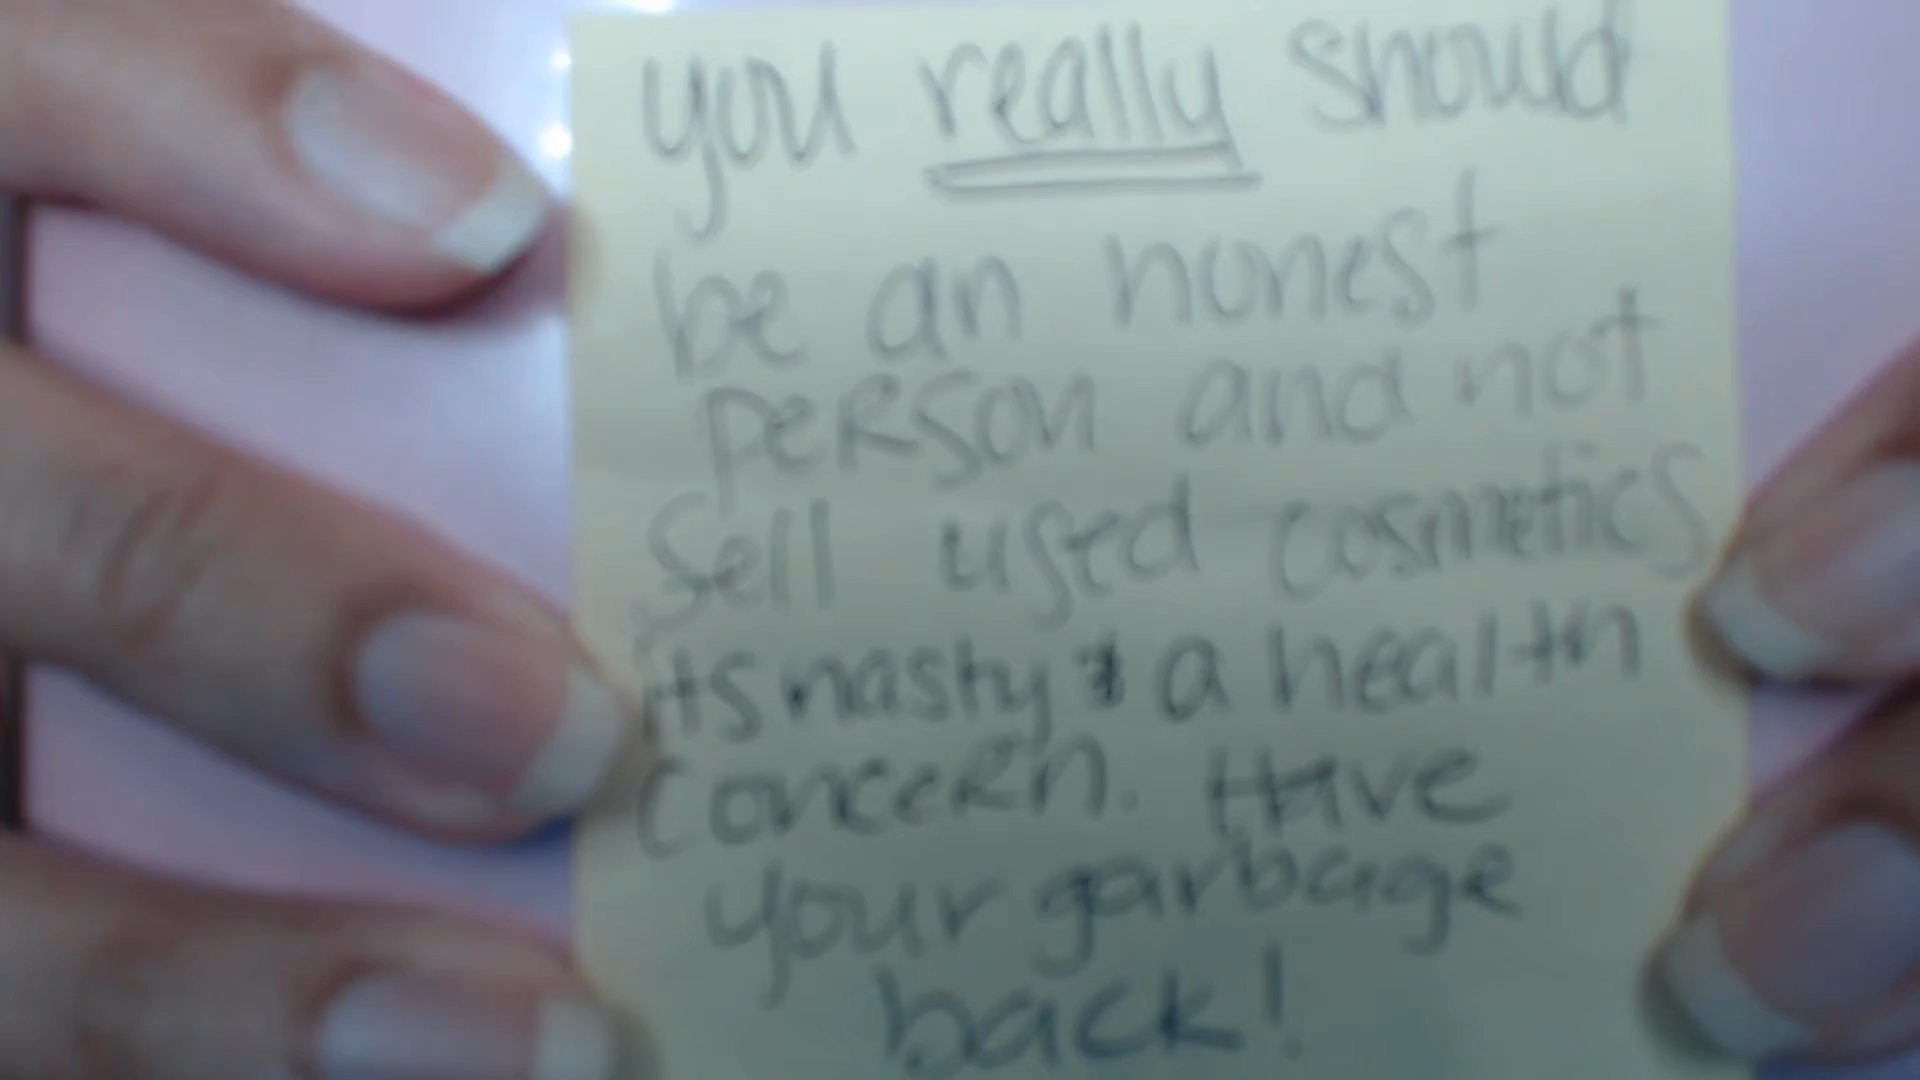 you really should
be an honest
peRson and not
Sell used cosmetics
its nasty & a health
conceRn. Have
your garbage
back!